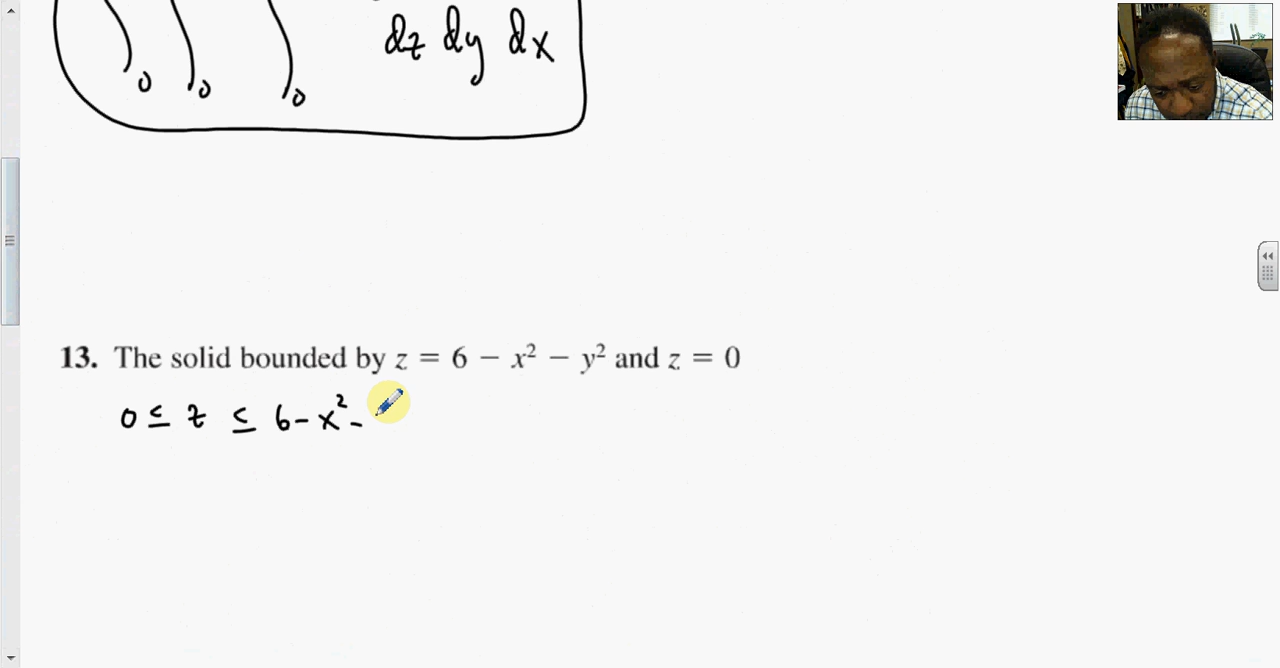 0 0 0 dz dy dx
13. The solid bounded by z = 6 − x² − y² and z = 0
0 ≤ z ≤ 6 - x² -